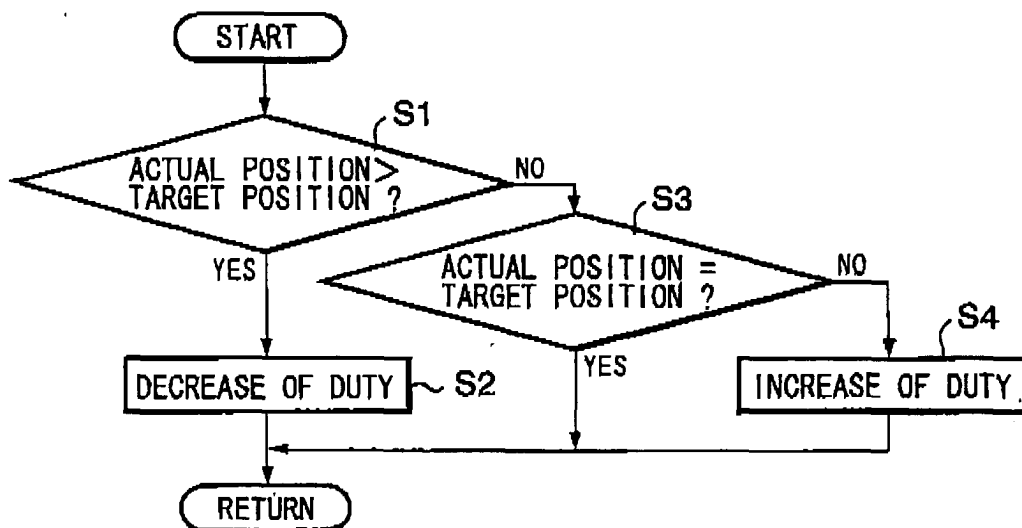 START
S1
ACTUAL POSITION>
TARGET POSITION ?
NO
YES
S3
ACTUAL POSITION =
TARGET POSITION ?
NO
YES
S4
DECREASE OF DUTY
S2
INCREASE OF DUTY
RETURN